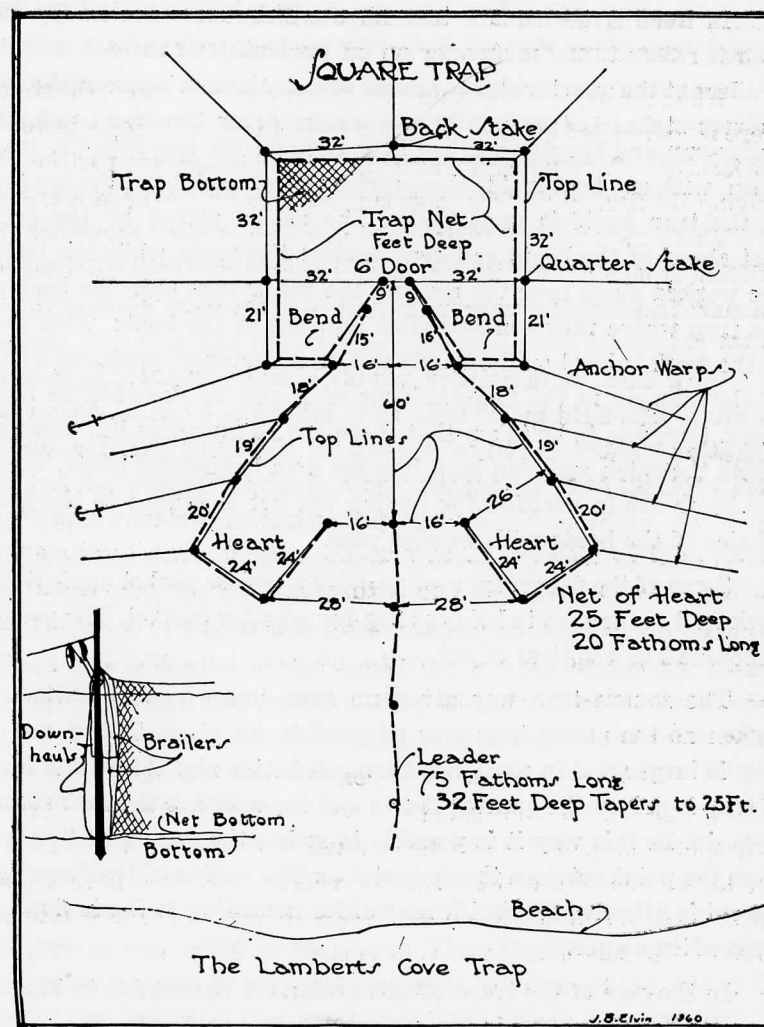 SQUARE TRAP
32' Back Stake 32'
Trap Bottom
Top Line
32'
Trap Net
Feet Deep
32'
32' 6' Door 32'
Quarter Stake
9' 9'
21' Bend 15' 16' Bend 21'
16' 16'
Anchor Warps
18' 60' 18'
Top Lines
19' 19'
20' 26' 20'
Heart 16' 16' Heart
24' 24' 24' 24'
28' 28'
Net of Heart
25 Feet Deep
20 Fathoms Long
Down-
hauls
Brailers
Leader
75 Fathoms Long
32 Feet Deep Tapers to 25Ft.
Net Bottom
Bottom
Beach
The Lamberts Cove Trap
J.B.Elvin 1960